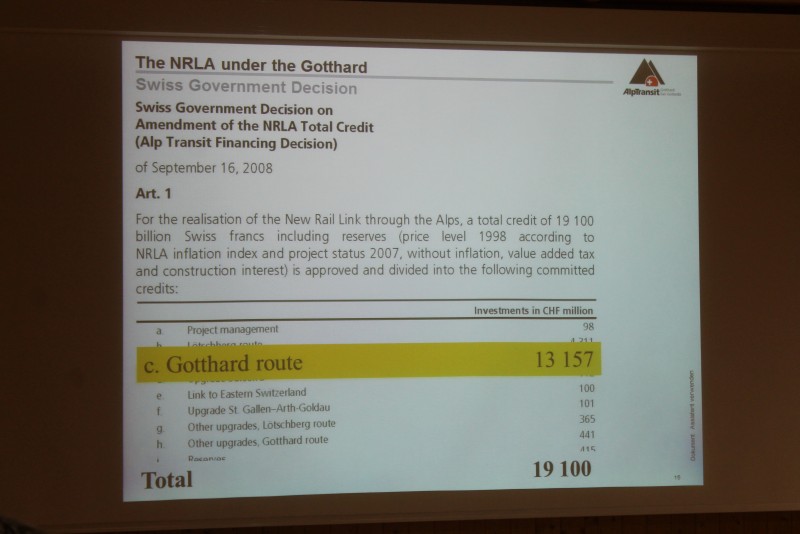 The NRLA under the Gotthard
Swiss Government Decision
AlpTransit
Swiss Government Decision on
Amendment of the NRLA Total Credit
(Alp Transit Financing Decision)
of September 16, 2008
Art. 1
For the realisation of the New Rail Link through the Alps, a total credit of 19 100
billion Swiss francs including reserves (price level 1998 according to
NRLA inflation index and project status 2007, without inflation, value added tax
and construction interest) is approved and divided into the following committed
credits:
Investments in CHF million
a. Project management 98
c. Gotthard route 13 157
e. Link to Eastern Switzerland 100
f. Upgrade St. Gallen–Arth-Goldau 101
g. Other upgrades, Lötschberg route 365
h. Other upgrades, Gotthard route 441
Total 19 100